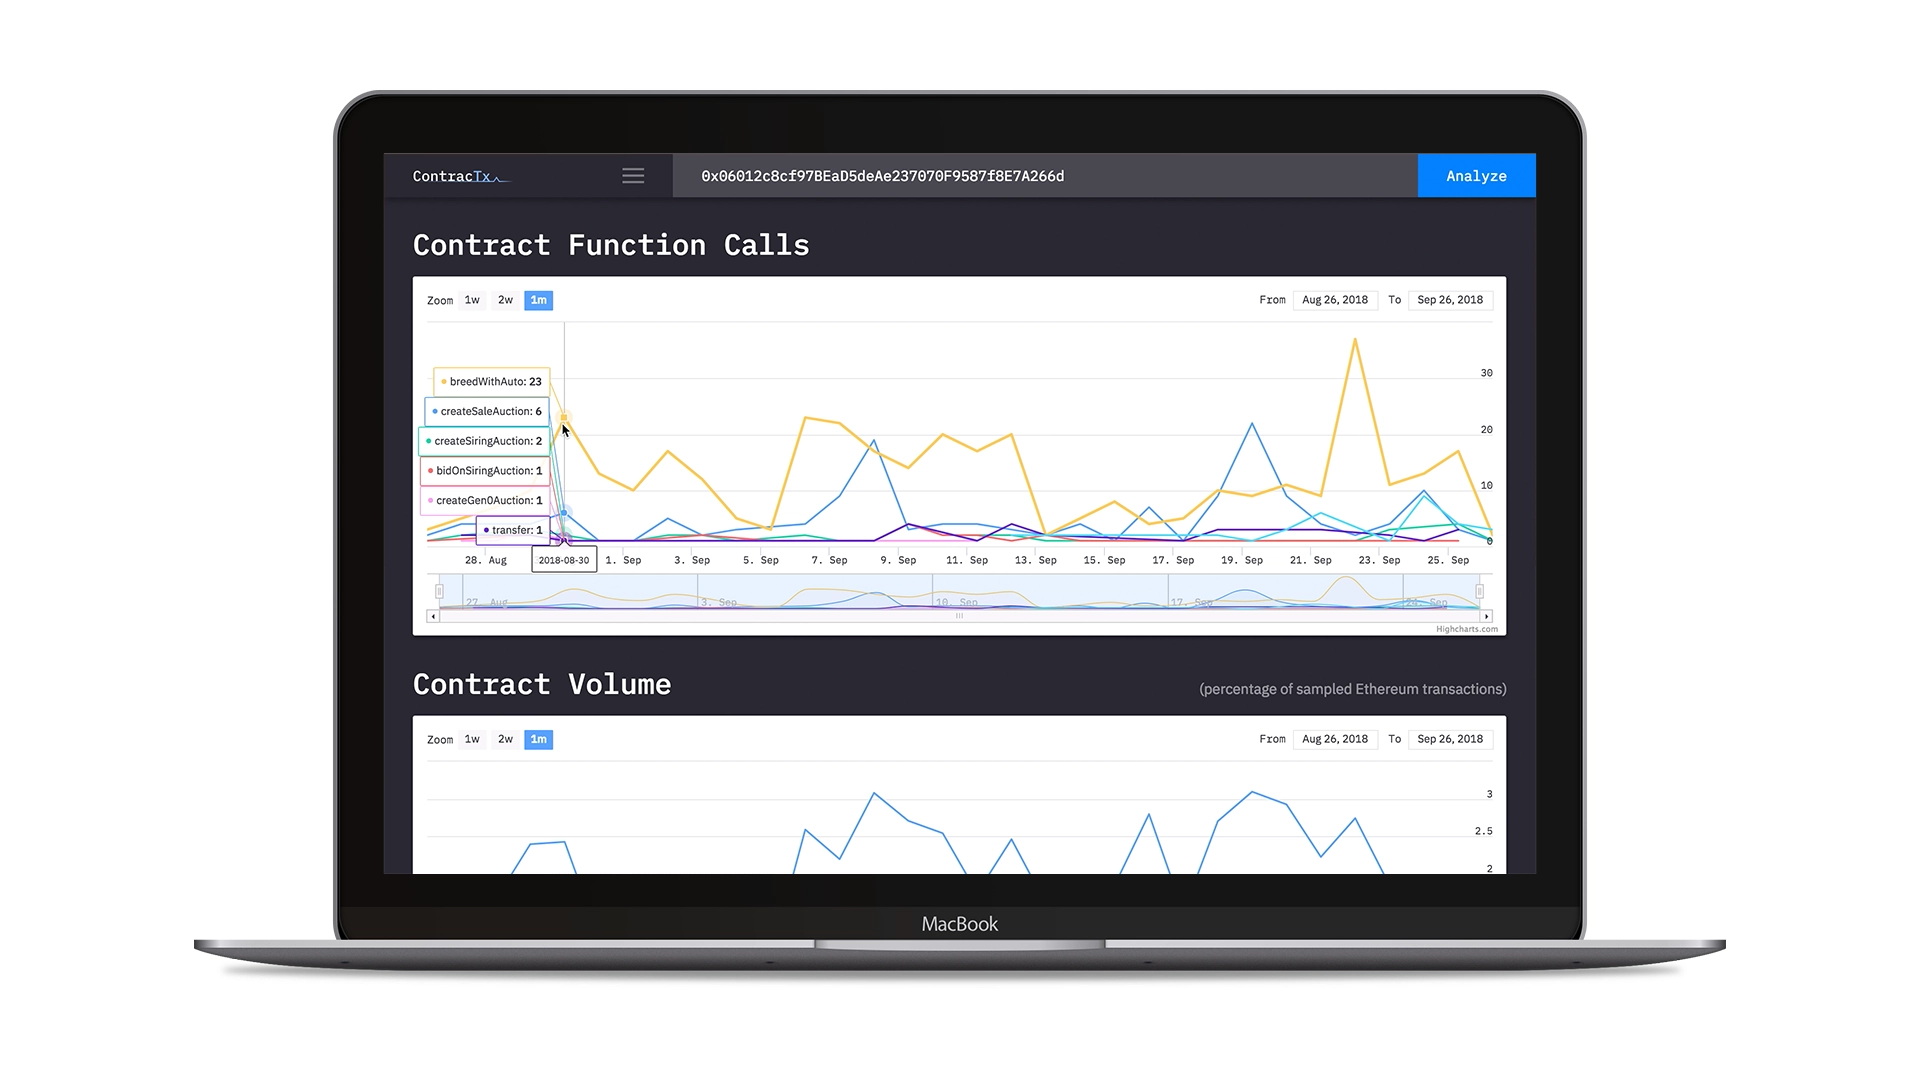 ContracTx
0x06012c8cf97BEaD5deAe237070F9587f8E7A266d
Analyze
Contract Function Calls
Zoom 1w 2w 1m
From Aug 26, 2018 To Sep 26, 2018
breedWithAuto: 23
createSaleAuction: 6
createSiringAuction: 2
bidOnSiringAuction: 1
createGen0Auction: 1
transfer: 1
30
20
10
0
28. Aug 2018-08-30 1. Sep 3. Sep 5. Sep 7. Sep 9. Sep 11. Sep 13. Sep 15. Sep 17. Sep 19. Sep 21. Sep 23. Sep 25. Sep
27. Aug 3. Sep 10. Sep 17. Sep 24. Sep
Highcharts.com
Contract Volume
(percentage of sampled Ethereum transactions)
Zoom 1w 2w 1m
From Aug 26, 2018 To Sep 26, 2018
3
2.5
2
MacBook